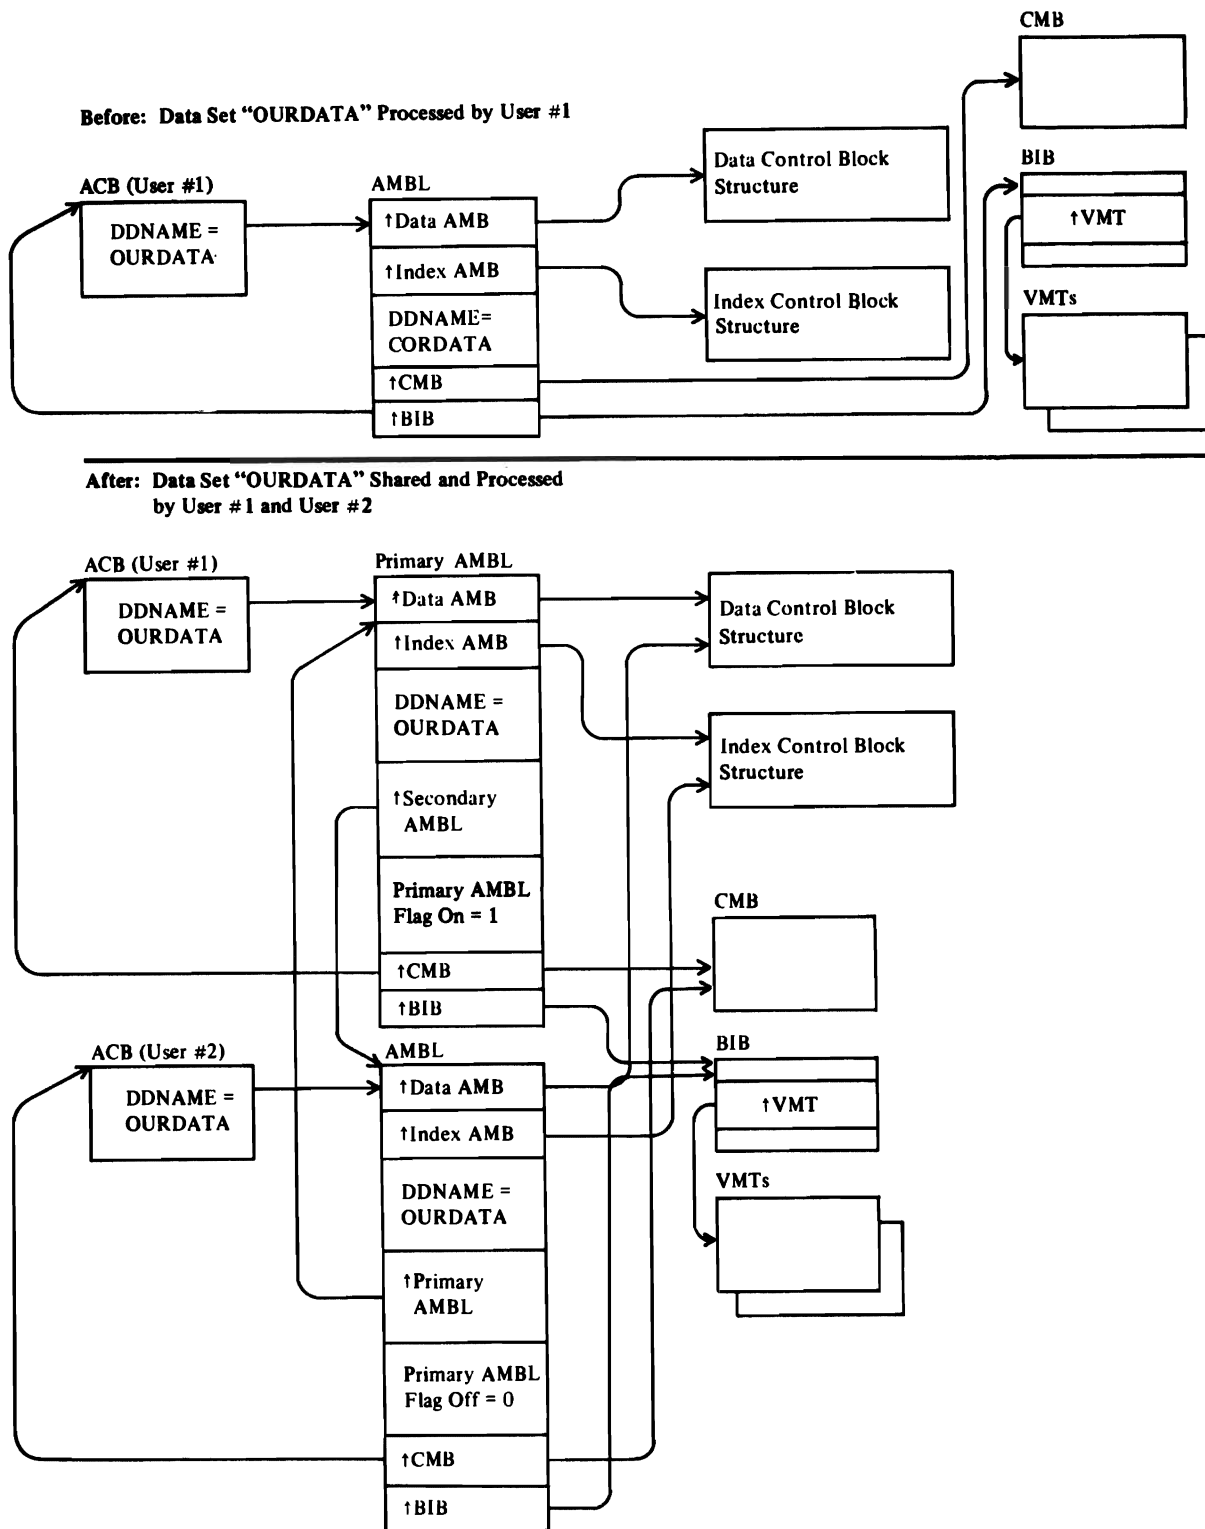 CMB
Before: Data Set “OURDATA” Processed by User #1
ACB (User #1)
DDNAME =
OURDATA
AMBL
↑Data AMB
↑Index AMB
DDNAME=
CORDATA
↑CMB
↑BIB
Data Control Block
Structure
Index Control Block
Structure
BIB
↑VMT
VMTs
After: Data Set “OURDATA” Shared and Processed
by User #1 and User #2
ACB (User #1)
DDNAME =
OURDATA
Primary AMBL
↑Data AMB
↑Index AMB
DDNAME =
OURDATA
↑Secondary
AMBL
Primary AMBL
Flag On = 1
↑CMB
↑BIB
Data Control Block
Structure
Index Control Block
Structure
CMB
BIB
↑VMT
VMTs
ACB (User #2)
DDNAME =
OURDATA
AMBL
↑Data AMB
↑Index AMB
DDNAME =
OURDATA
↑Primary
AMBL
Primary AMBL
Flag Off = 0
↑CMB
↑BIB